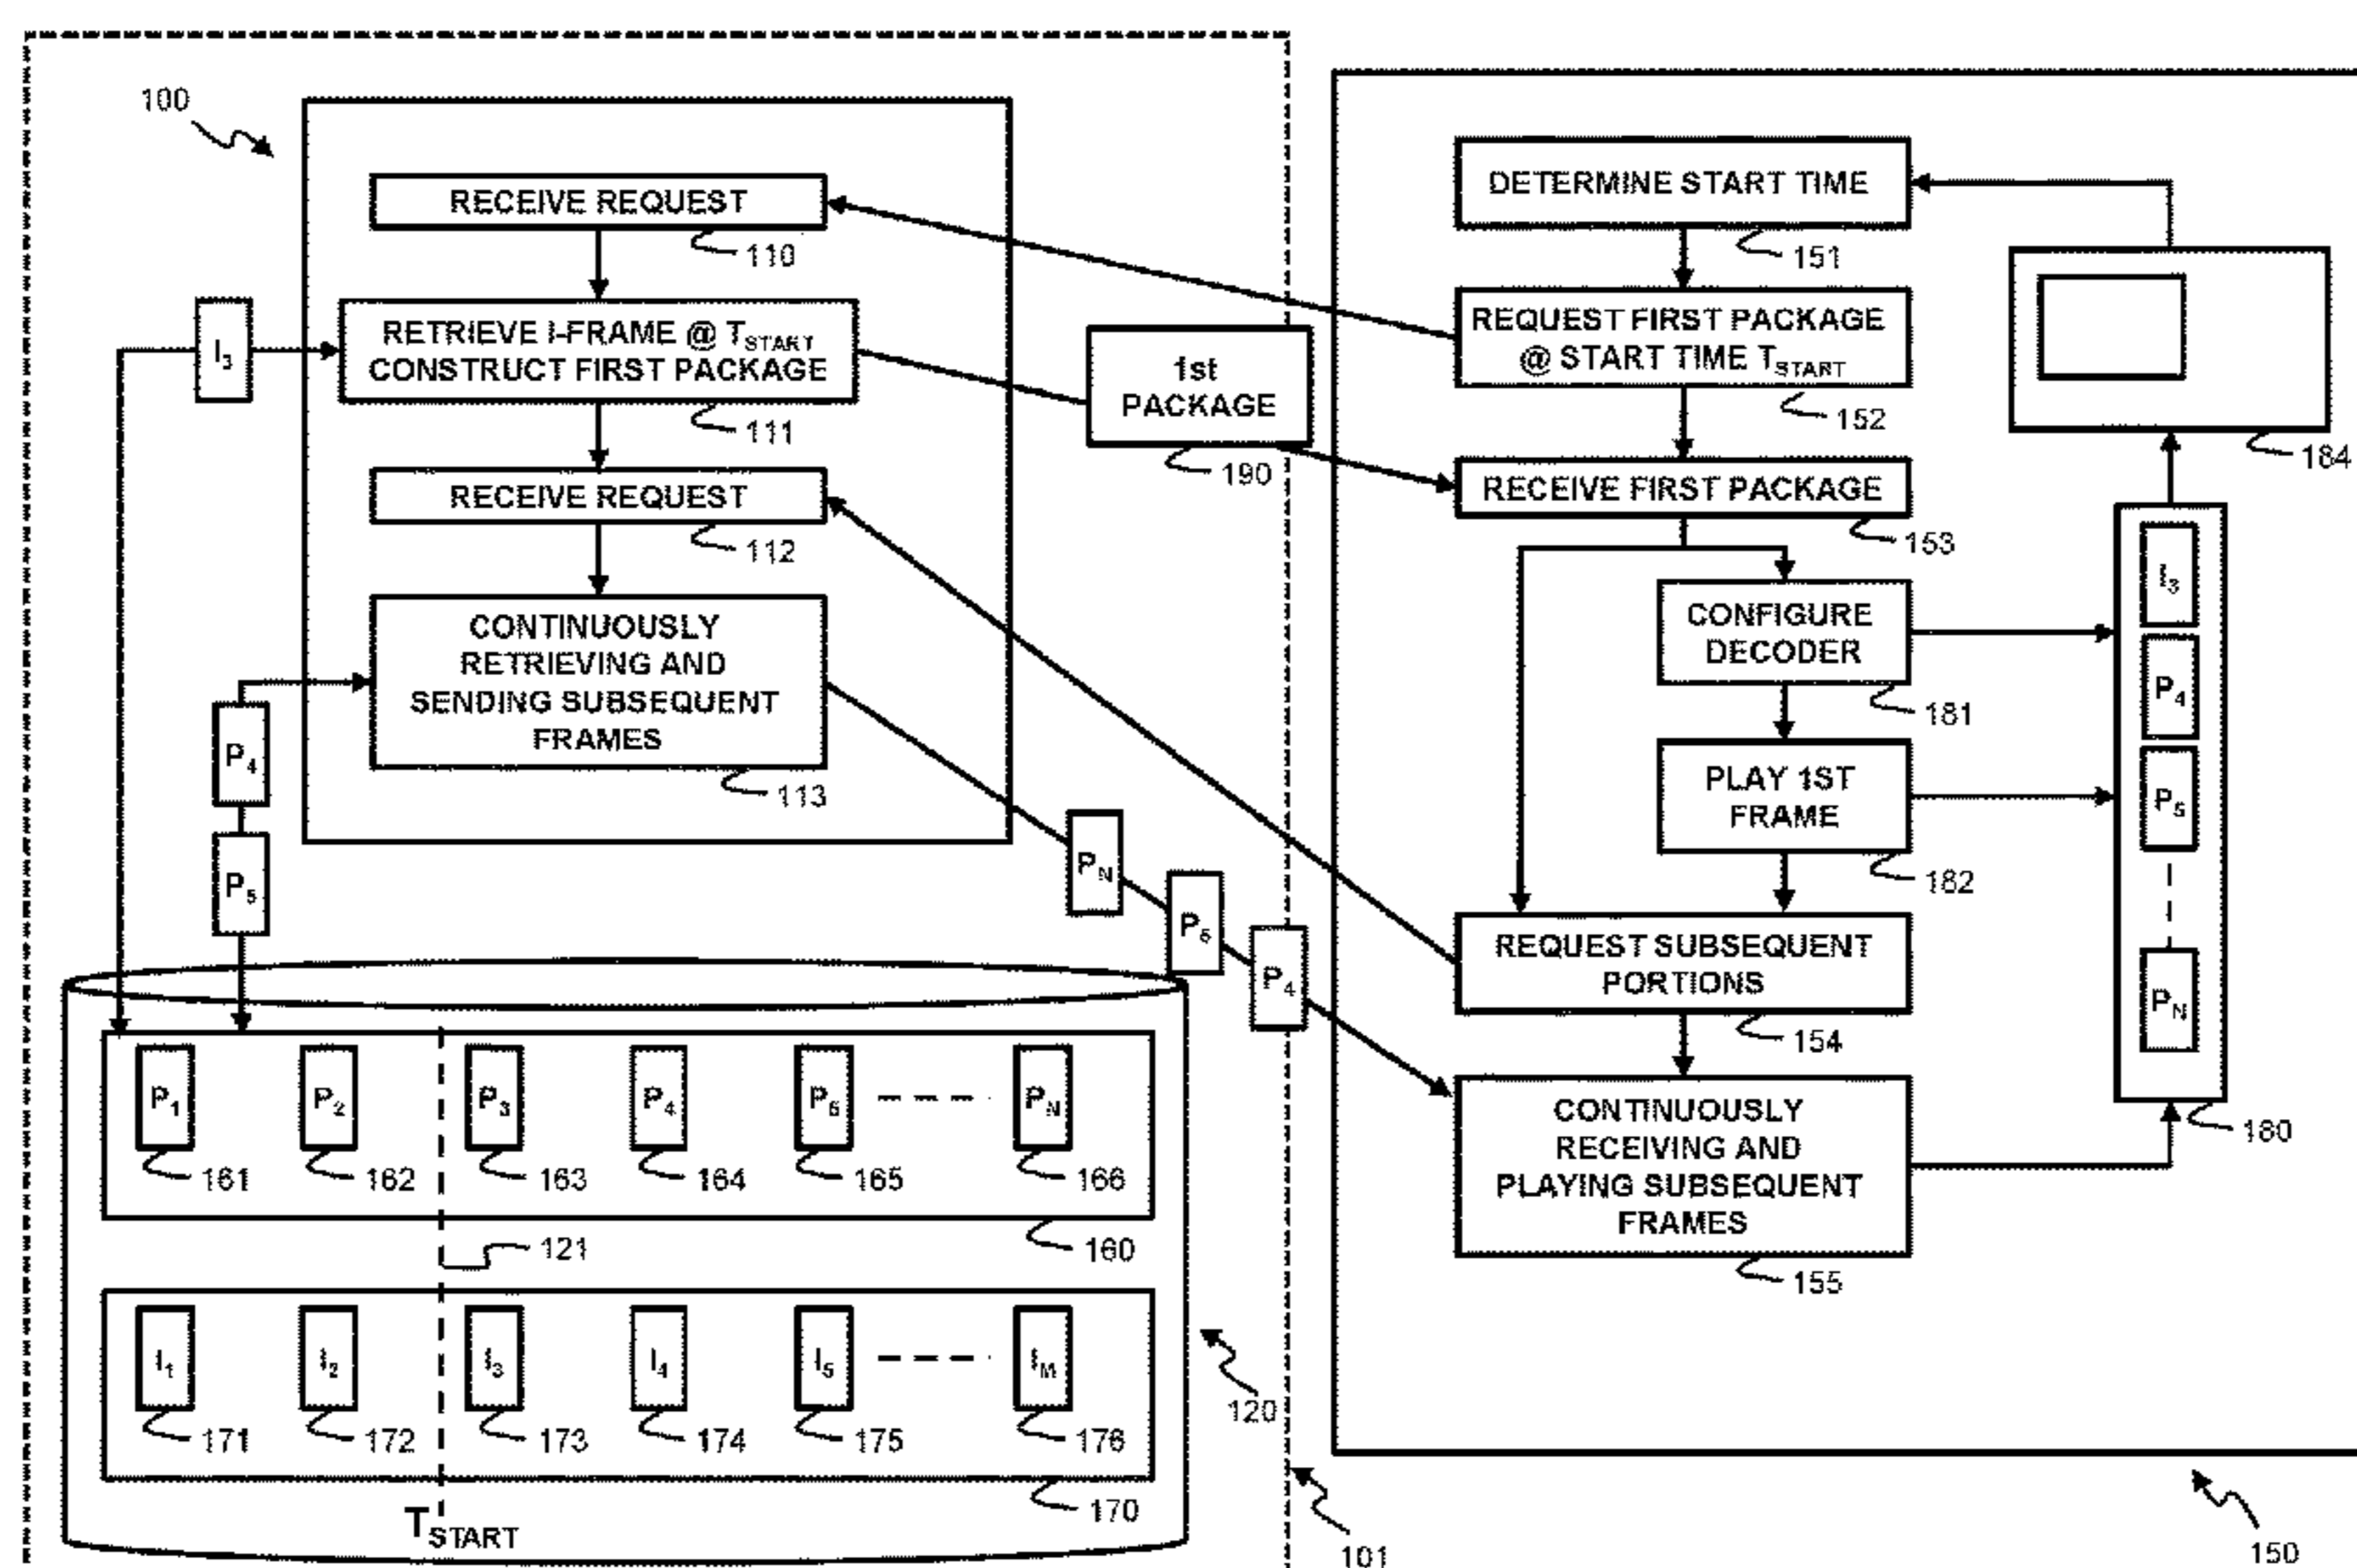 100
RECEIVE REQUEST
110
I3
RETRIEVE I-FRAME @ TSTART
CONSTRUCT FIRST PACKAGE
111
RECEIVE REQUEST
112
CONTINUOUSLY
RETRIEVING AND
SENDING SUBSEQUENT
FRAMES
113
P4
P5
1st
PACKAGE
190
PN
P5
P4
P1
P2
P3
P4
P5
PN
161
162
163
164
165
166
121
160
I1
I2
I3
I4
I5
IM
171
172
173
174
175
176
170
TSTART
120
101
DETERMINE START TIME
151
REQUEST FIRST PACKAGE
@ START TIME TSTART
152
RECEIVE FIRST PACKAGE
153
CONFIGURE
DECODER
181
PLAY 1ST
FRAME
182
REQUEST SUBSEQUENT
PORTIONS
154
CONTINUOUSLY
RECEIVING AND
PLAYING SUBSEQUENT
FRAMES
155
184
I3
P4
P5
PN
180
150